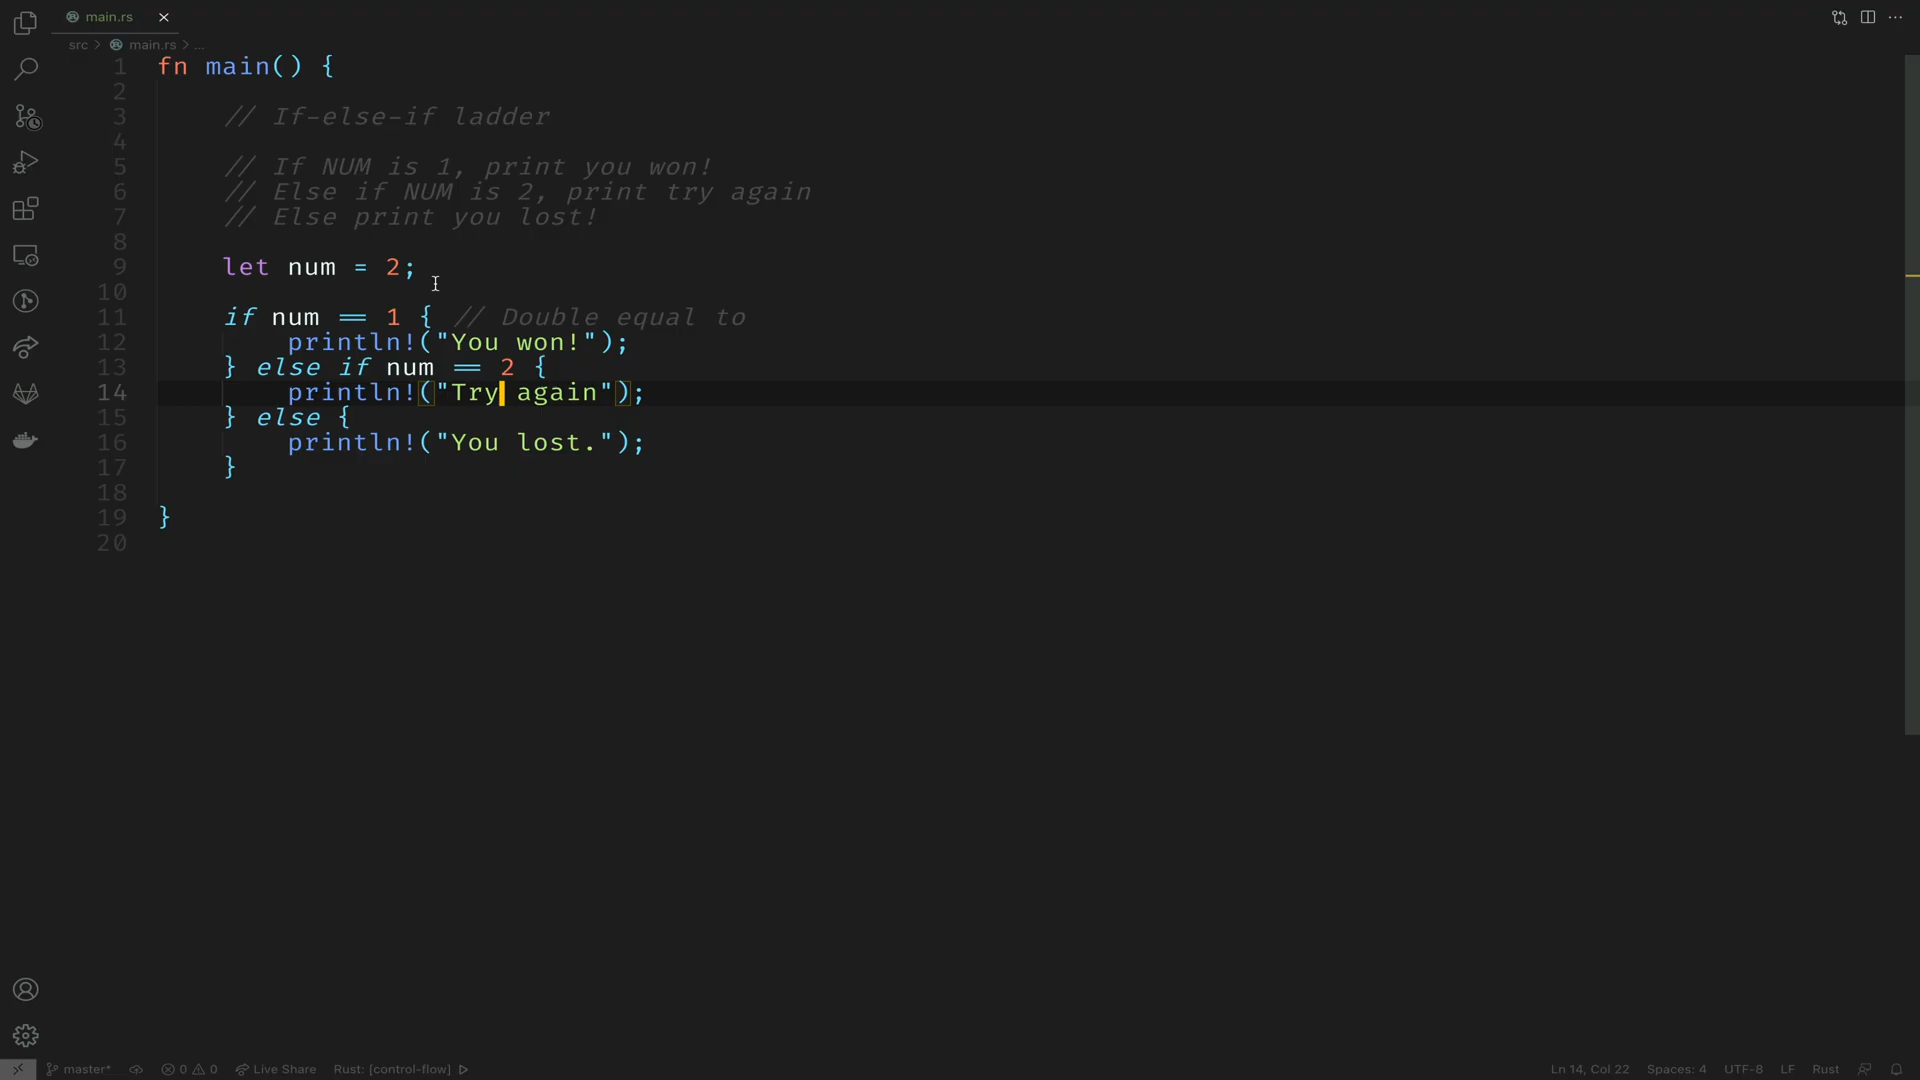 main.rs
src > main.rs > ...
1 fn main() {
2
3 // If-else-if ladder
4
5 // If NUM is 1, print you won!
6 // Else if NUM is 2, print try again
7 // Else print you lost!
8
9 let num = 2;
10
11 if num == 1 { // Double equal to
12 println!("You won!");
13 } else if num == 2 {
14 println!("Try again");
15 } else {
16 println!("You lost.");
17 }
18
19 }
20
master* 0 0 Live Share Rust: [control-flow] Ln 14, Col 22 Spaces: 4 UTF-8 LF Rust